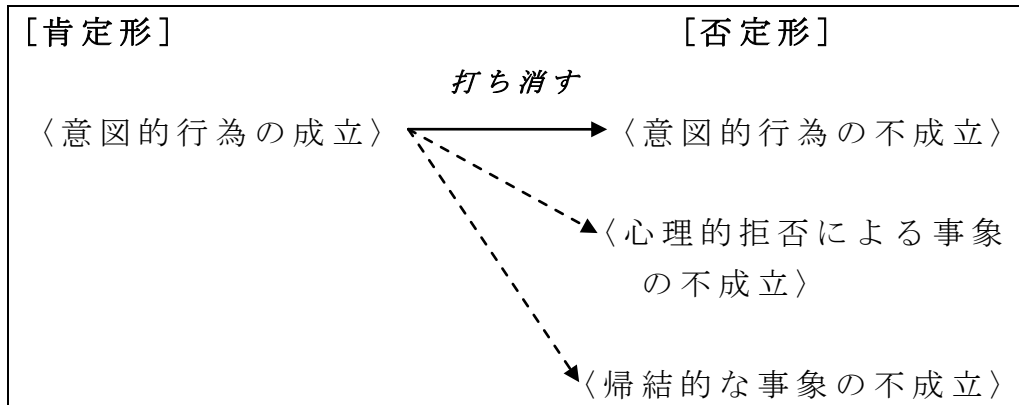 [肯定形] [否定形]
打ち消す
〈意図的行為の成立〉 〈意図的行為の不成立〉
〈心理的拒否による事象
の不成立〉
〈帰結的な事象の不成立〉